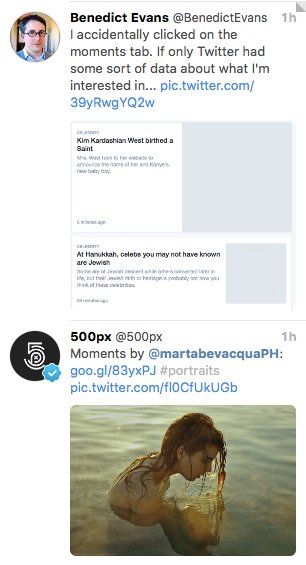 Benedict Evans @BenedictEvans 1h
I accidentally clicked on the
moments tab. If only Twitter had
some sort of data about what I'm
interested in... pic.twitter.com/
39yRwgYQ2w
CELEBRITY
Kim Kardashian West birthed a
Saint
Mrs. West took to her website to
announce the name of her and Kanye's
new baby boy.
6 minutes ago
CELEBRITY
At Hanukkah, celebs you may not have known
are Jewish
Some are of Jewish descent while others converted later in
life, but their Jewish faith or heritage is probably not how you
think of these celebrities.
500px @500px 1h
Moments by @martabevacquaPH:
goo.gl/83yxPJ #portraits
pic.twitter.com/fl0CfUkUGb